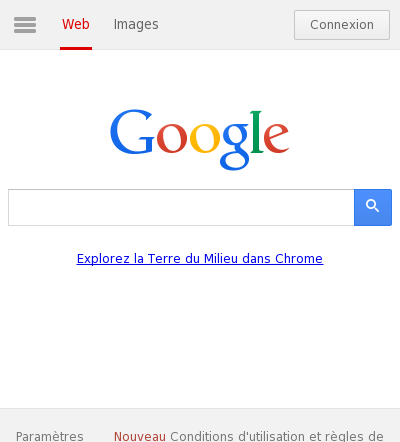 Web Images Connexion
Google
Explorez la Terre du Milieu dans Chrome
Paramètres Nouveau Conditions d'utilisation et règles de